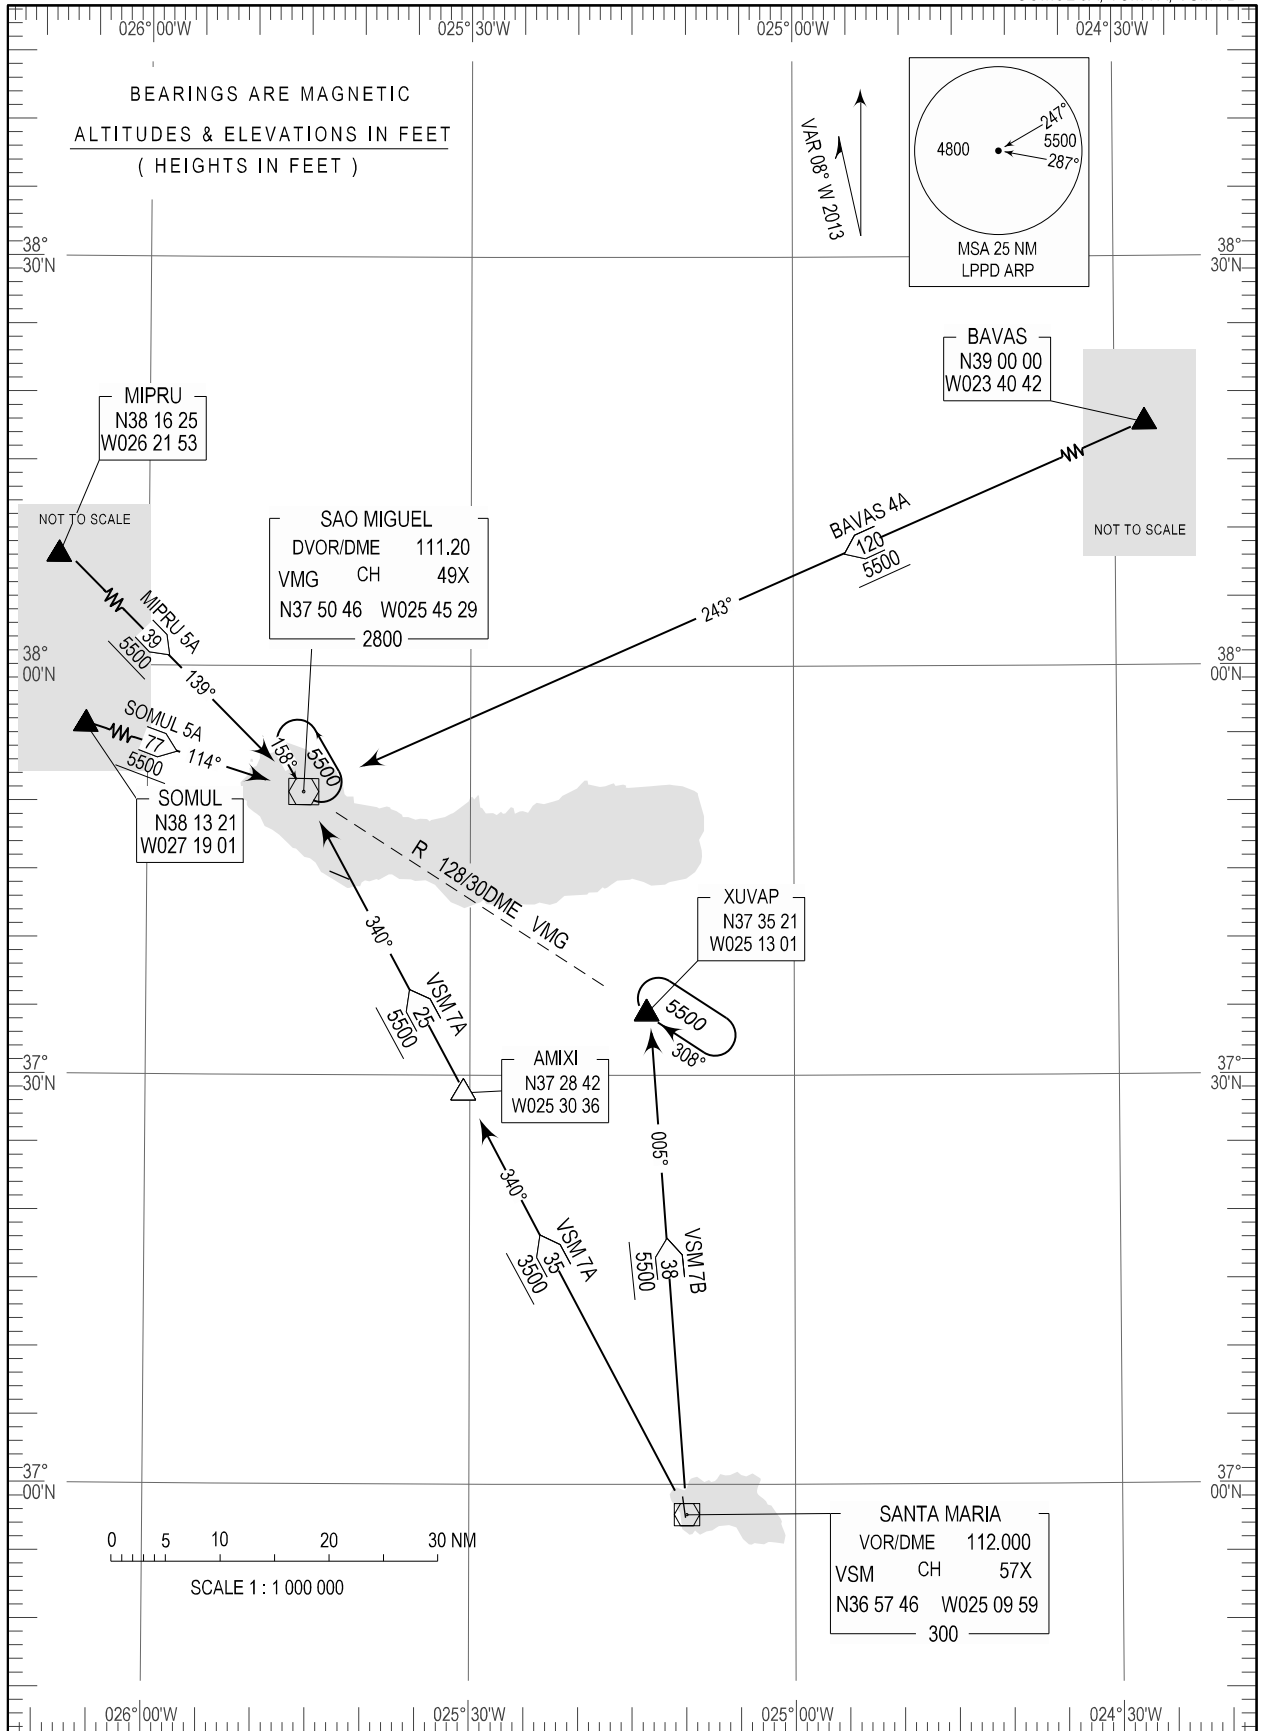 026°00'W
025°30'W
025°00'W
024°30'W
BEARINGS ARE MAGNETIC
ALTITUDES & ELEVATIONS IN FEET
( HEIGHTS IN FEET )
VAR 08° W 2013
4800
247°
5500
287°
MSA 25 NM
LPPD ARP
38°
30'N
38°
30'N
BAVAS
N39 00 00
W023 40 42
MIPRU
N38 16 25
W026 21 53
NOT TO SCALE
NOT TO SCALE
SAO MIGUEL
DVOR/DME 111.20
VMG CH 49X
N37 50 46 W025 45 29
2800
BAVAS 4A
120
5500
243°
MIPRU 5A
39
5500
139°
38°
00'N
38°
00'N
SOMUL 5A
77
5500
114°
158°
5500
SOMUL
N38 13 21
W027 19 01
R 128/30DME VMG
XUVAP
N37 35 21
W025 13 01
340°
VSM 7A
25
5500
5500
308°
AMIXI
N37 28 42
W025 30 36
37°
30'N
37°
30'N
005°
340°
VSM 7A
35
3500
VSM 7B
38
5500
37°
00'N
37°
00'N
SANTA MARIA
VOR/DME 112.000
VSM CH 57X
N36 57 46 W025 09 59
300
0 5 10 20 30 NM
SCALE 1 : 1 000 000
026°00'W
025°30'W
025°00'W
024°30'W